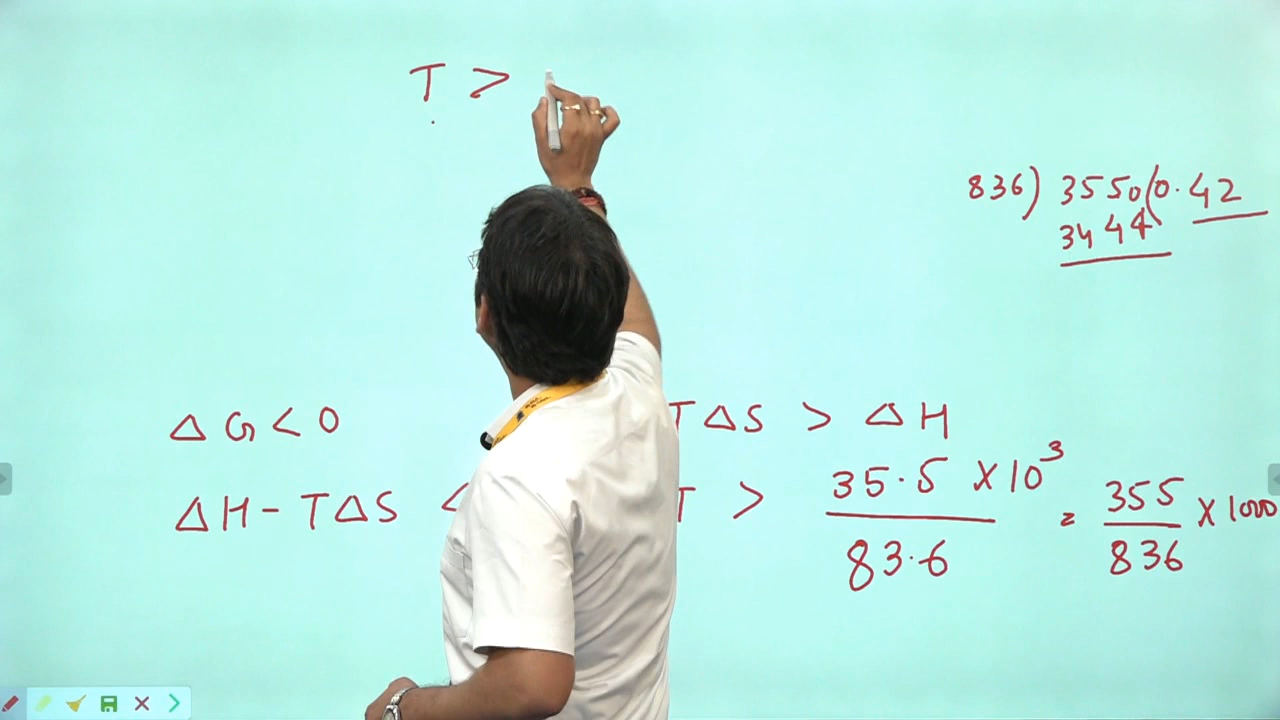 T >
836) 3550(0.42
3444
ΔG < 0
TΔS > ΔH
ΔH - TΔS <
T > 35.5 × 10³ / 83.6 = 355 / 836 × 1000